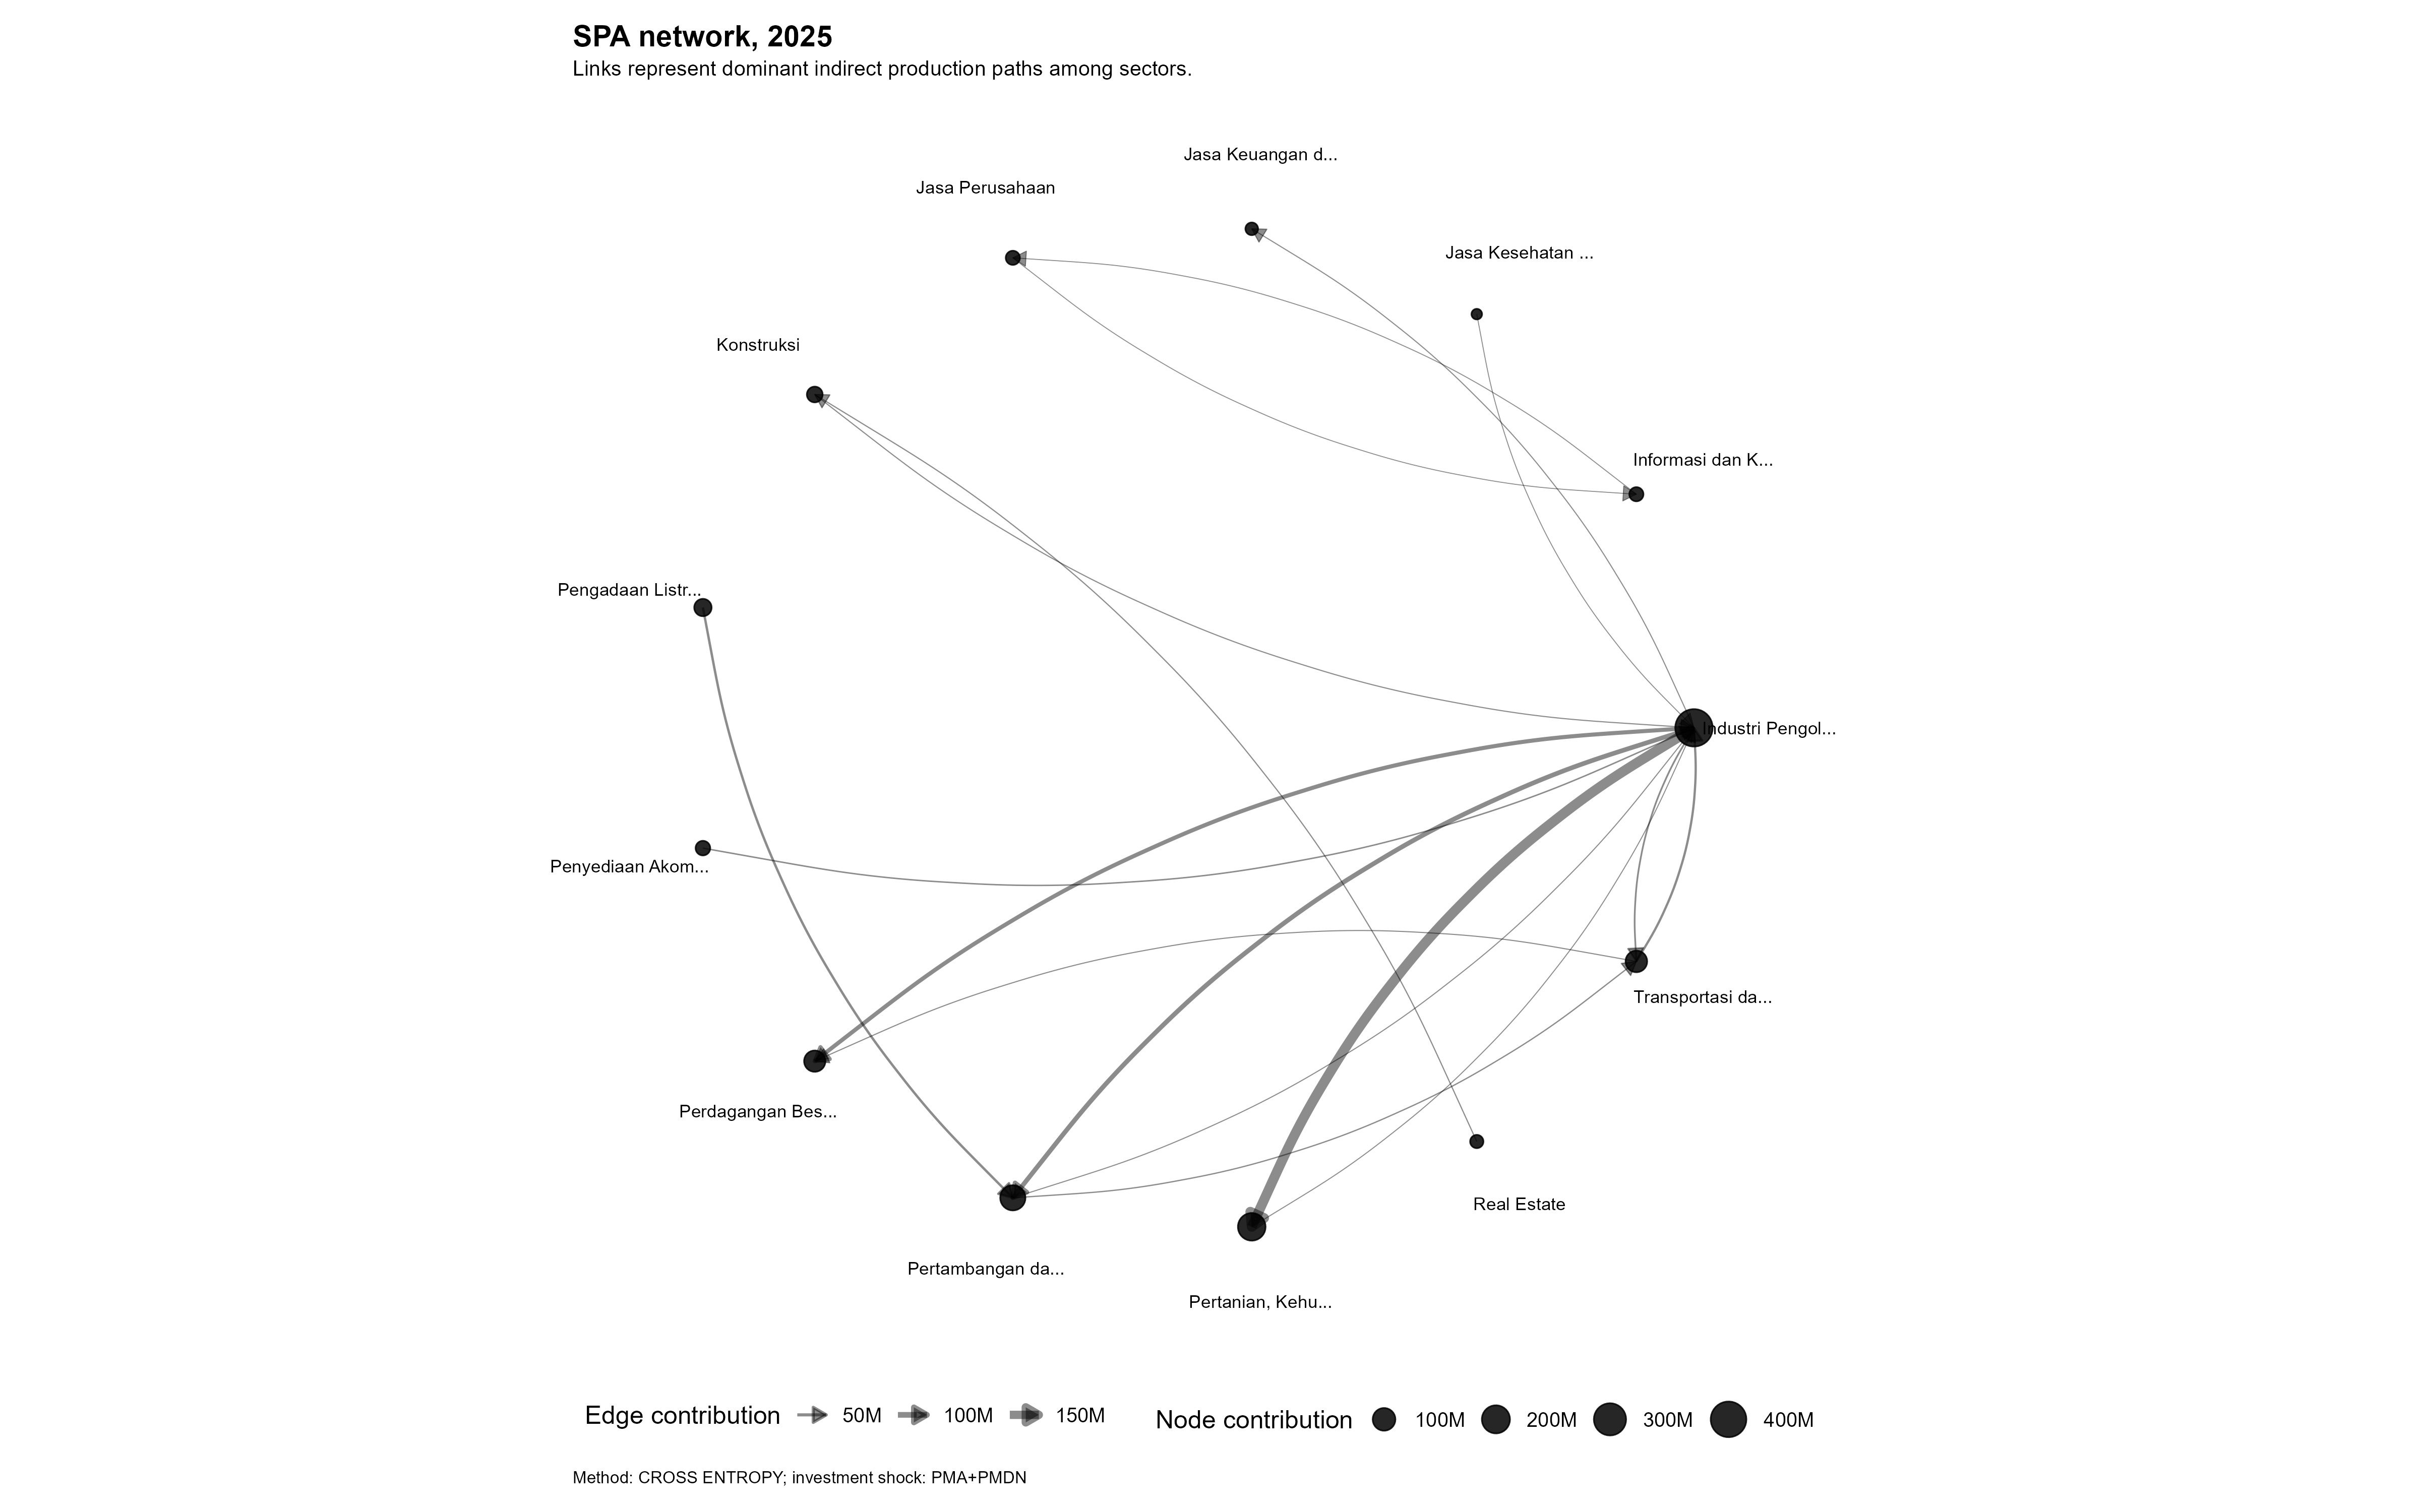 SPA network, 2025
Links represent dominant indirect production paths among sectors.
Jasa Keuangan d...
Jasa Perusahaan
Jasa Kesehatan ...
Konstruksi
Informasi dan K...
Pengadaan Listr...
Industri Pengol...
Penyediaan Akom...
Transportasi da...
Perdagangan Bes...
Real Estate
Pertambangan da...
Pertanian, Kehu...
Edge contribution 50M 100M 150M
Node contribution 100M 200M 300M 400M
Method: CROSS ENTROPY; investment shock: PMA+PMDN